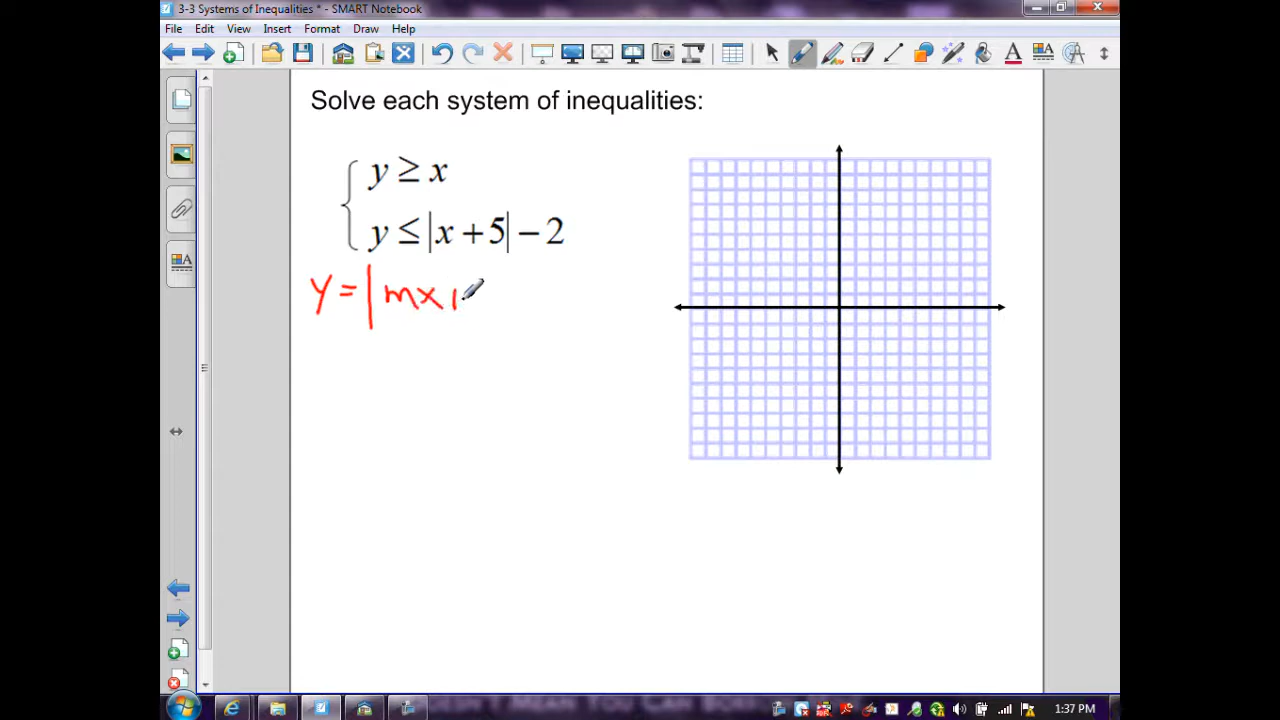 3-3 Systems of Inequalities * - SMART Notebook
File Edit View Insert Format Draw Help
Solve each system of inequalities:
y ≥ x
y ≤ |x + 5| − 2
y = | mx
1:37 PM